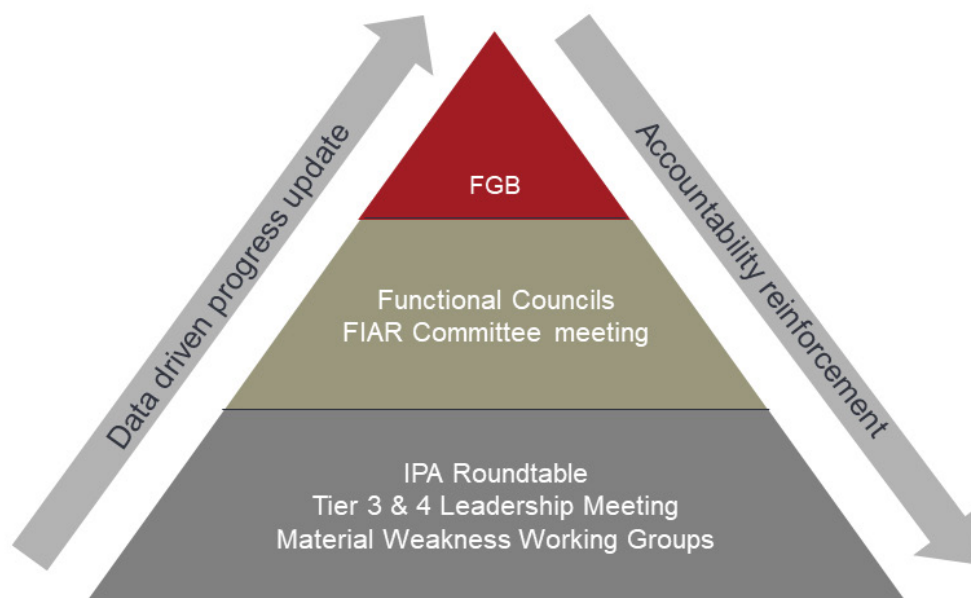 Data driven progress update
Accountability reinforcement
FGB
Functional Councils
FIAR Committee meeting
IPA Roundtable
Tier 3 & 4 Leadership Meeting
Material Weakness Working Groups